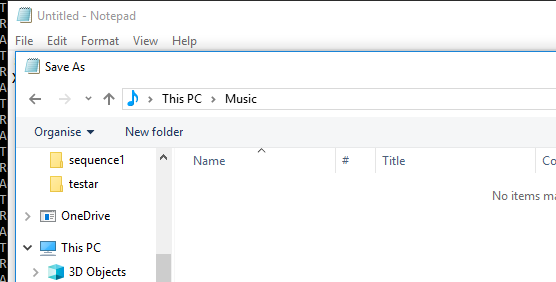 Untitled - Notepad
File Edit Format View Help
Save As
This PC > Music
Organise New folder
Name # Title Co
sequence1
testar
No items ma
OneDrive
This PC
3D Objects
T
R
A
T
R
A
T
R
A
T
R
A
T
R
A
T
R